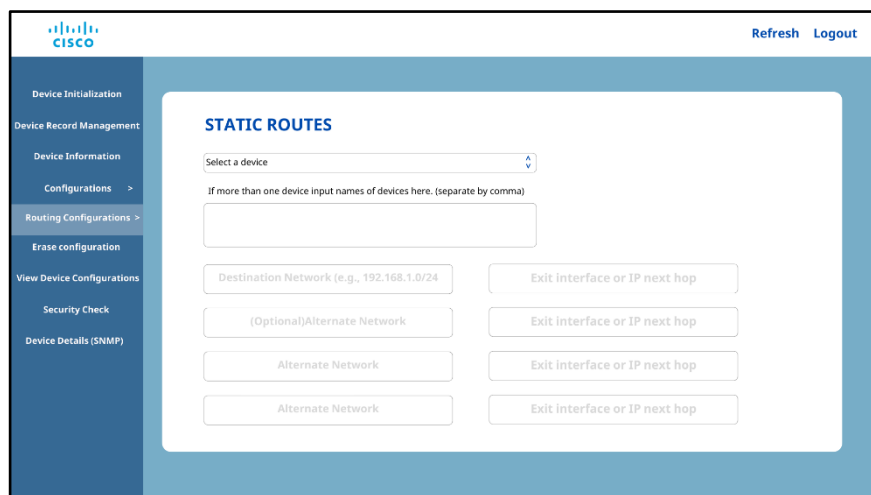 CISCO
Refresh Logout
Device Initialization
Device Record Management
Device Information
Configurations >
Routing Configurations >
Erase configuration
View Device Configurations
Security Check
Device Details (SNMP)
STATIC ROUTES
Select a device
If more than one device input names of devices here. (separate by comma)
Destination Network (e.g., 192.168.1.0/24 Exit interface or IP next hop
(Optional)Alternate Network Exit interface or IP next hop
Alternate Network Exit interface or IP next hop
Alternate Network Exit interface or IP next hop